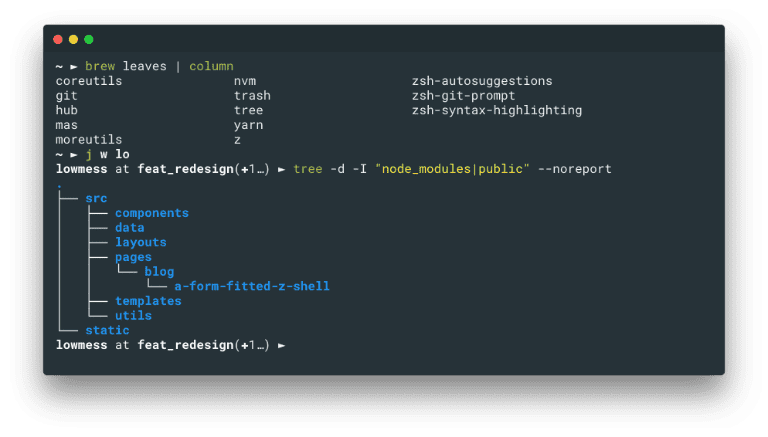 ~ ► brew leaves | column
coreutils nvm zsh-autosuggestions
git trash zsh-git-prompt
hub tree zsh-syntax-highlighting
mas yarn
moreutils z
~ ► j w lo
lowmess at feat_redesign(✚1…) ► tree -d -I "node_modules|public" --noreport
.
├── src
│   ├── components
│   ├── data
│   ├── layouts
│   ├── pages
│   │   └── blog
│   │       └── a-form-fitted-z-shell
│   ├── templates
│   └── utils
└── static
lowmess at feat_redesign(✚1…) ►